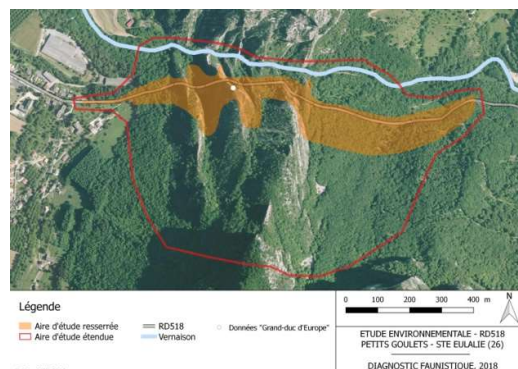 Légende
Aire d'étude resserrée
RD518
Données "Grand-duc d'Europe"
Aire d'étude étendue
Vernaison
0 100 200 300 400 m
N
ETUDE ENVIRONNEMENTALE - RD518
PETITS GOULETS - STE EULALIE (26)
DIAGNOSTIC FAUNISTIQUE, 2018